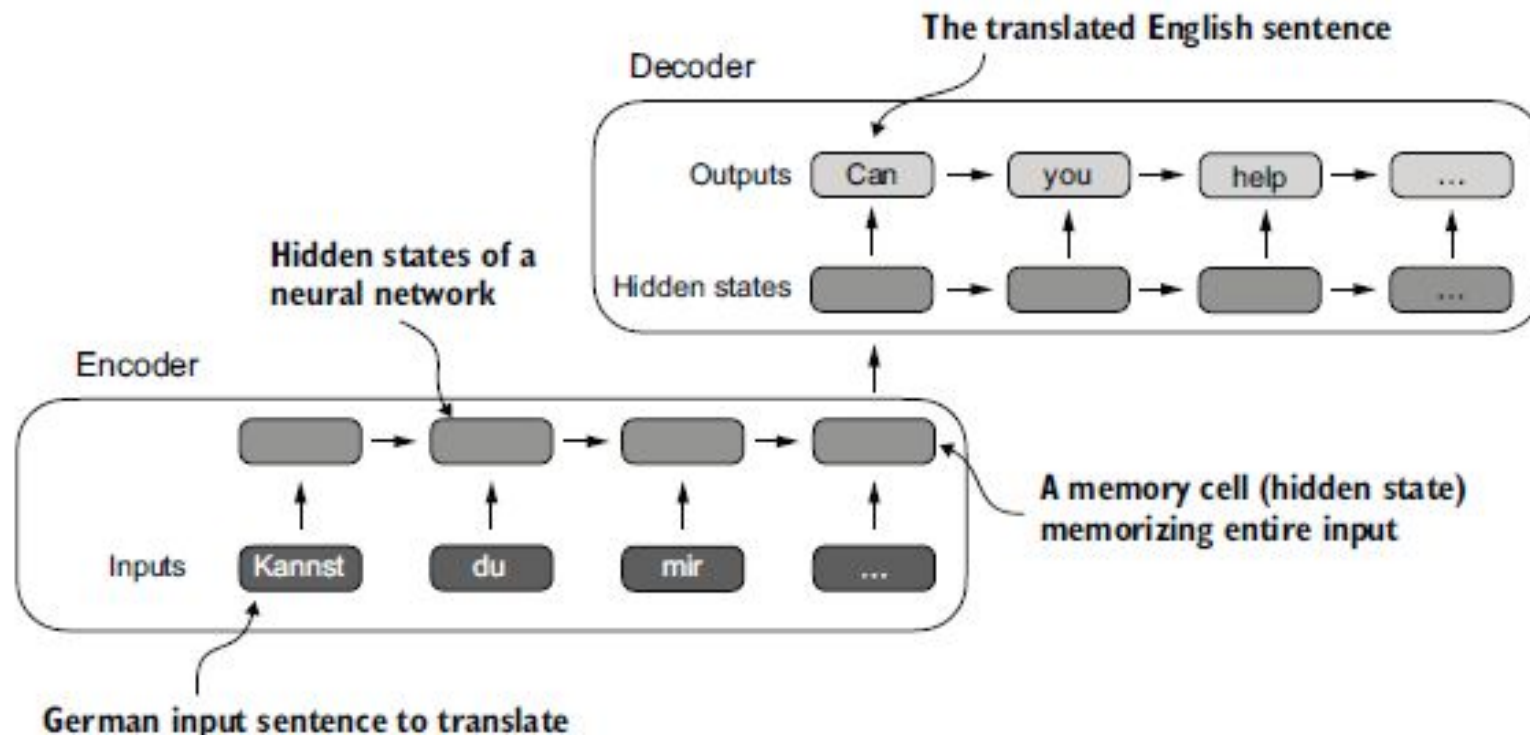 The translated English sentence
Decoder
Outputs Can you help ...
Hidden states of a
neural network
Hidden states ...
Encoder
A memory cell (hidden state)
memorizing entire input
Inputs Kannst du mir ...
German input sentence to translate